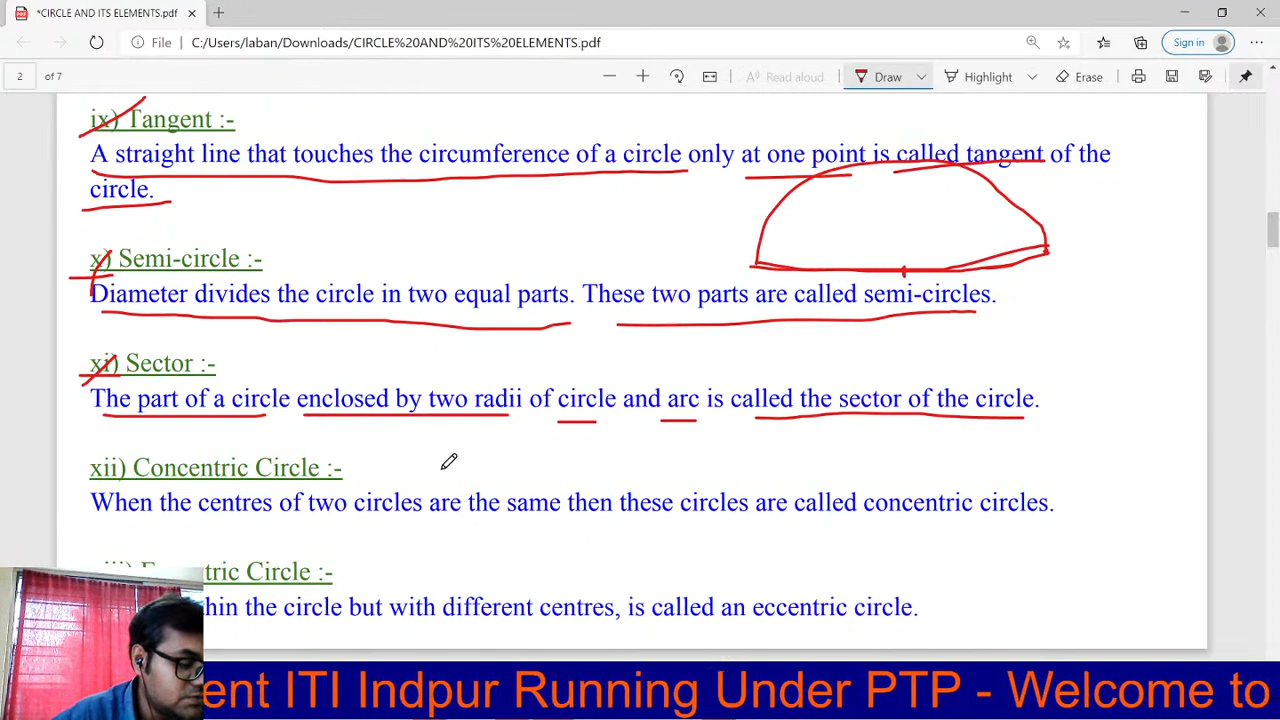 *CIRCLE AND ITS ELEMENTS.pdf
File C:/Users/laban/Downloads/CIRCLE%20AND%20ITS%20ELEMENTS.pdf Sign in
2 of 7 Read aloud Draw Highlight Erase
ix) Tangent :-
A straight line that touches the circumference of a circle only at one point is called tangent of the
circle.
x) Semi-circle :-
Diameter divides the circle in two equal parts. These two parts are called semi-circles.
xi) Sector :-
The part of a circle enclosed by two radii of circle and arc is called the sector of the circle.
xii) Concentric Circle :-
When the centres of two circles are the same then these circles are called concentric circles.
Circle :-
the circle but with different centres, is called an eccentric circle.
ent ITI Indpur Running Under PTP - Welcome to